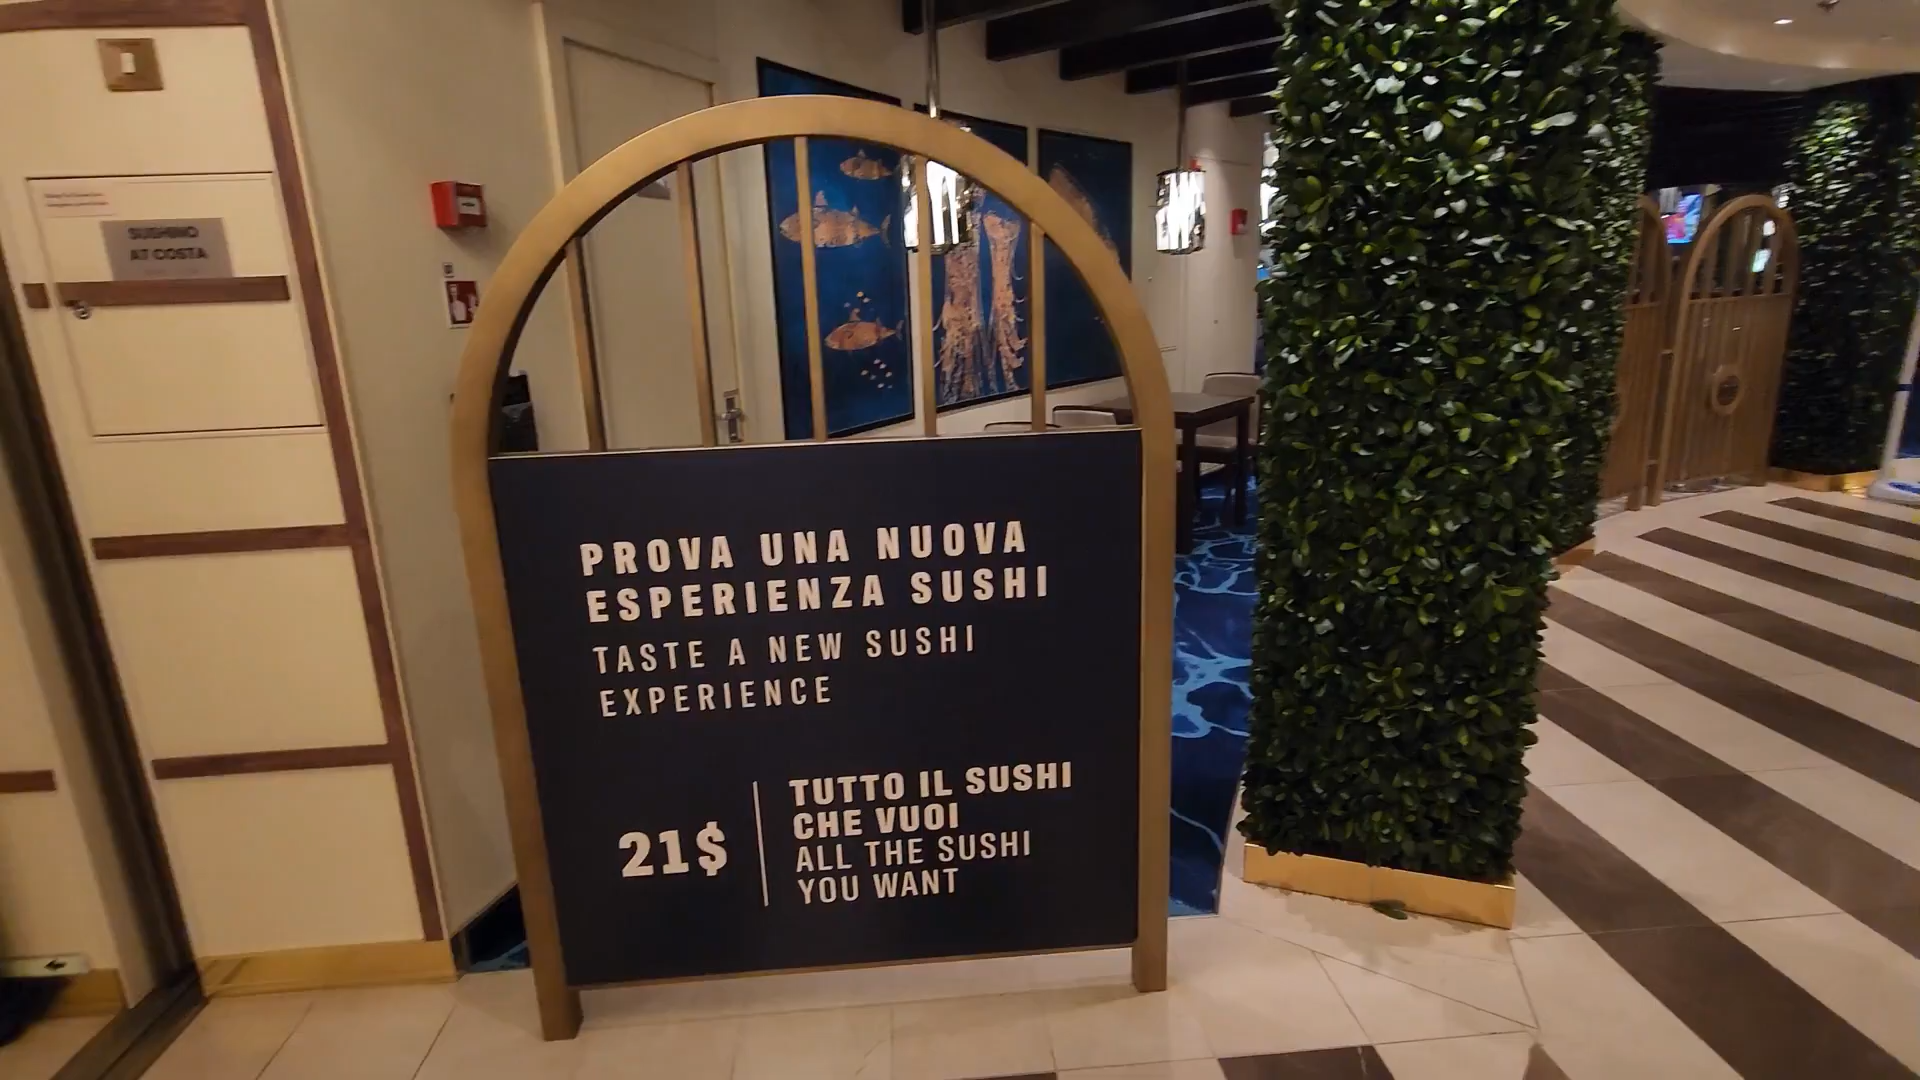 SUSHINO
AT COSTA
PROVA UNA NUOVA
ESPERIENZA SUSHI
TASTE A NEW SUSHI
EXPERIENCE
21$
TUTTO IL SUSHI
CHE VUOI
ALL THE SUSHI
YOU WANT